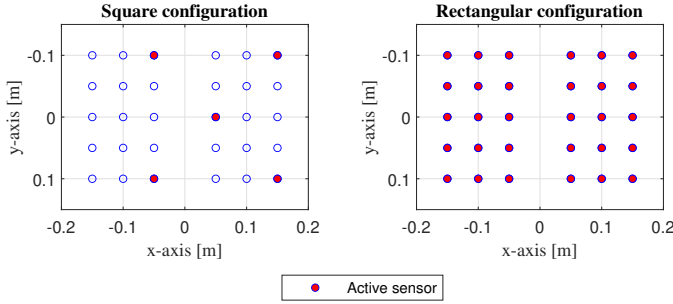 Square configuration
-0.1
0
0.1
y-axis [m]
-0.2
-0.1
0
0.1
0.2
x-axis [m]
Rectangular configuration
-0.1
0
0.1
y-axis [m]
-0.2
-0.1
0
0.1
0.2
x-axis [m]
Active sensor